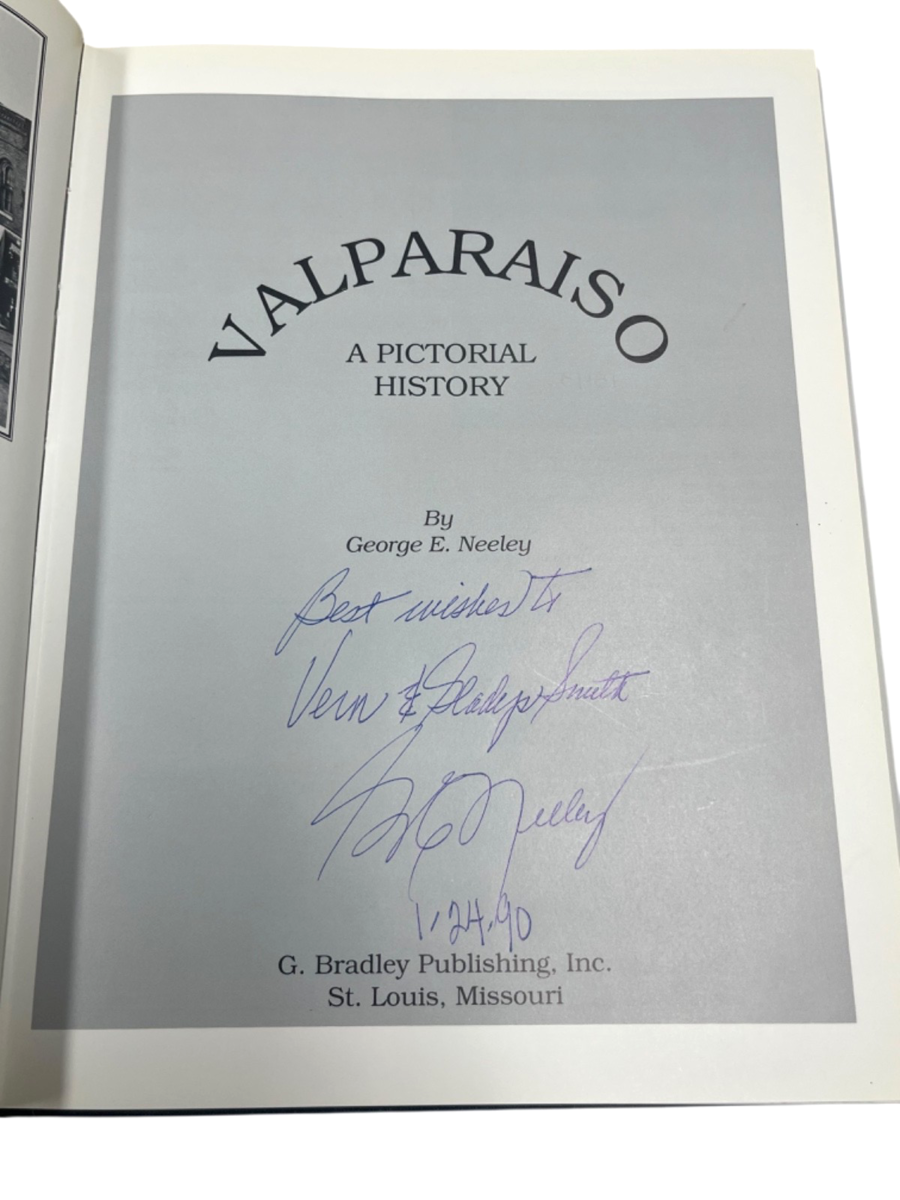 VALPARAISO
A PICTORIAL
HISTORY
By
George E. Neeley
Best wishes to
Vern & Gladys Smith
Neeley
1.24.90
G. Bradley Publishing, Inc.
St. Louis, Missouri